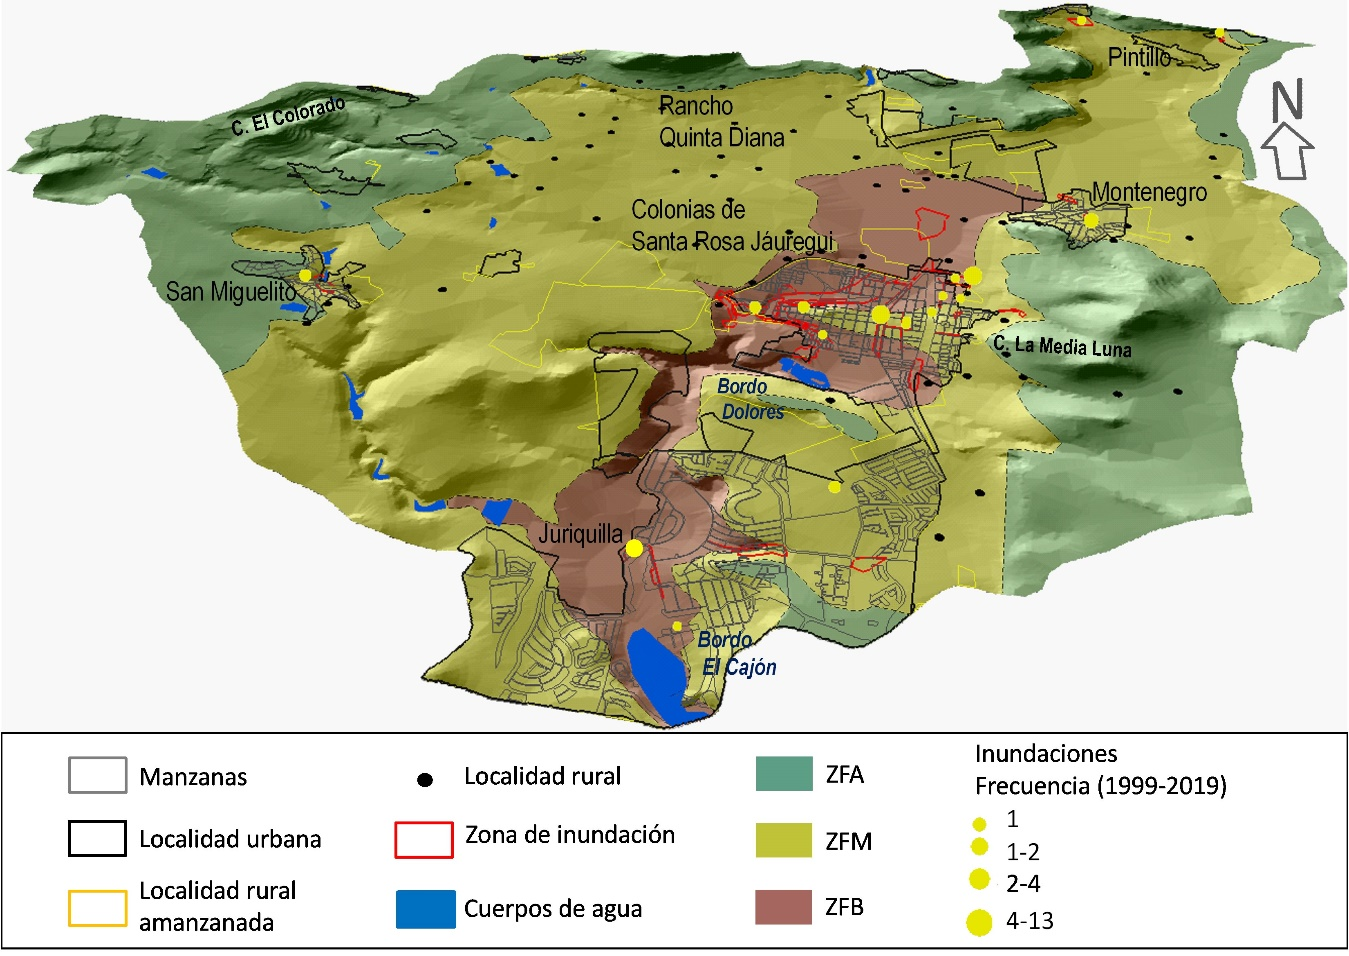 Pintillo
C. El Colorado
Rancho
Quinta Diana
N
Montenegro
Colonias de
Santa Rosa Jáuregui
San Miguelito
C. La Media Luna
Bordo
Dolores
Juriquilla
Bordo
El Cajón
Manzanas
Localidad urbana
Localidad rural
amanzanada
Localidad rural
Zona de inundación
Cuerpos de agua
ZFA
ZFM
ZFB
Inundaciones
Frecuencia (1999-2019)
1
1-2
2-4
4-13